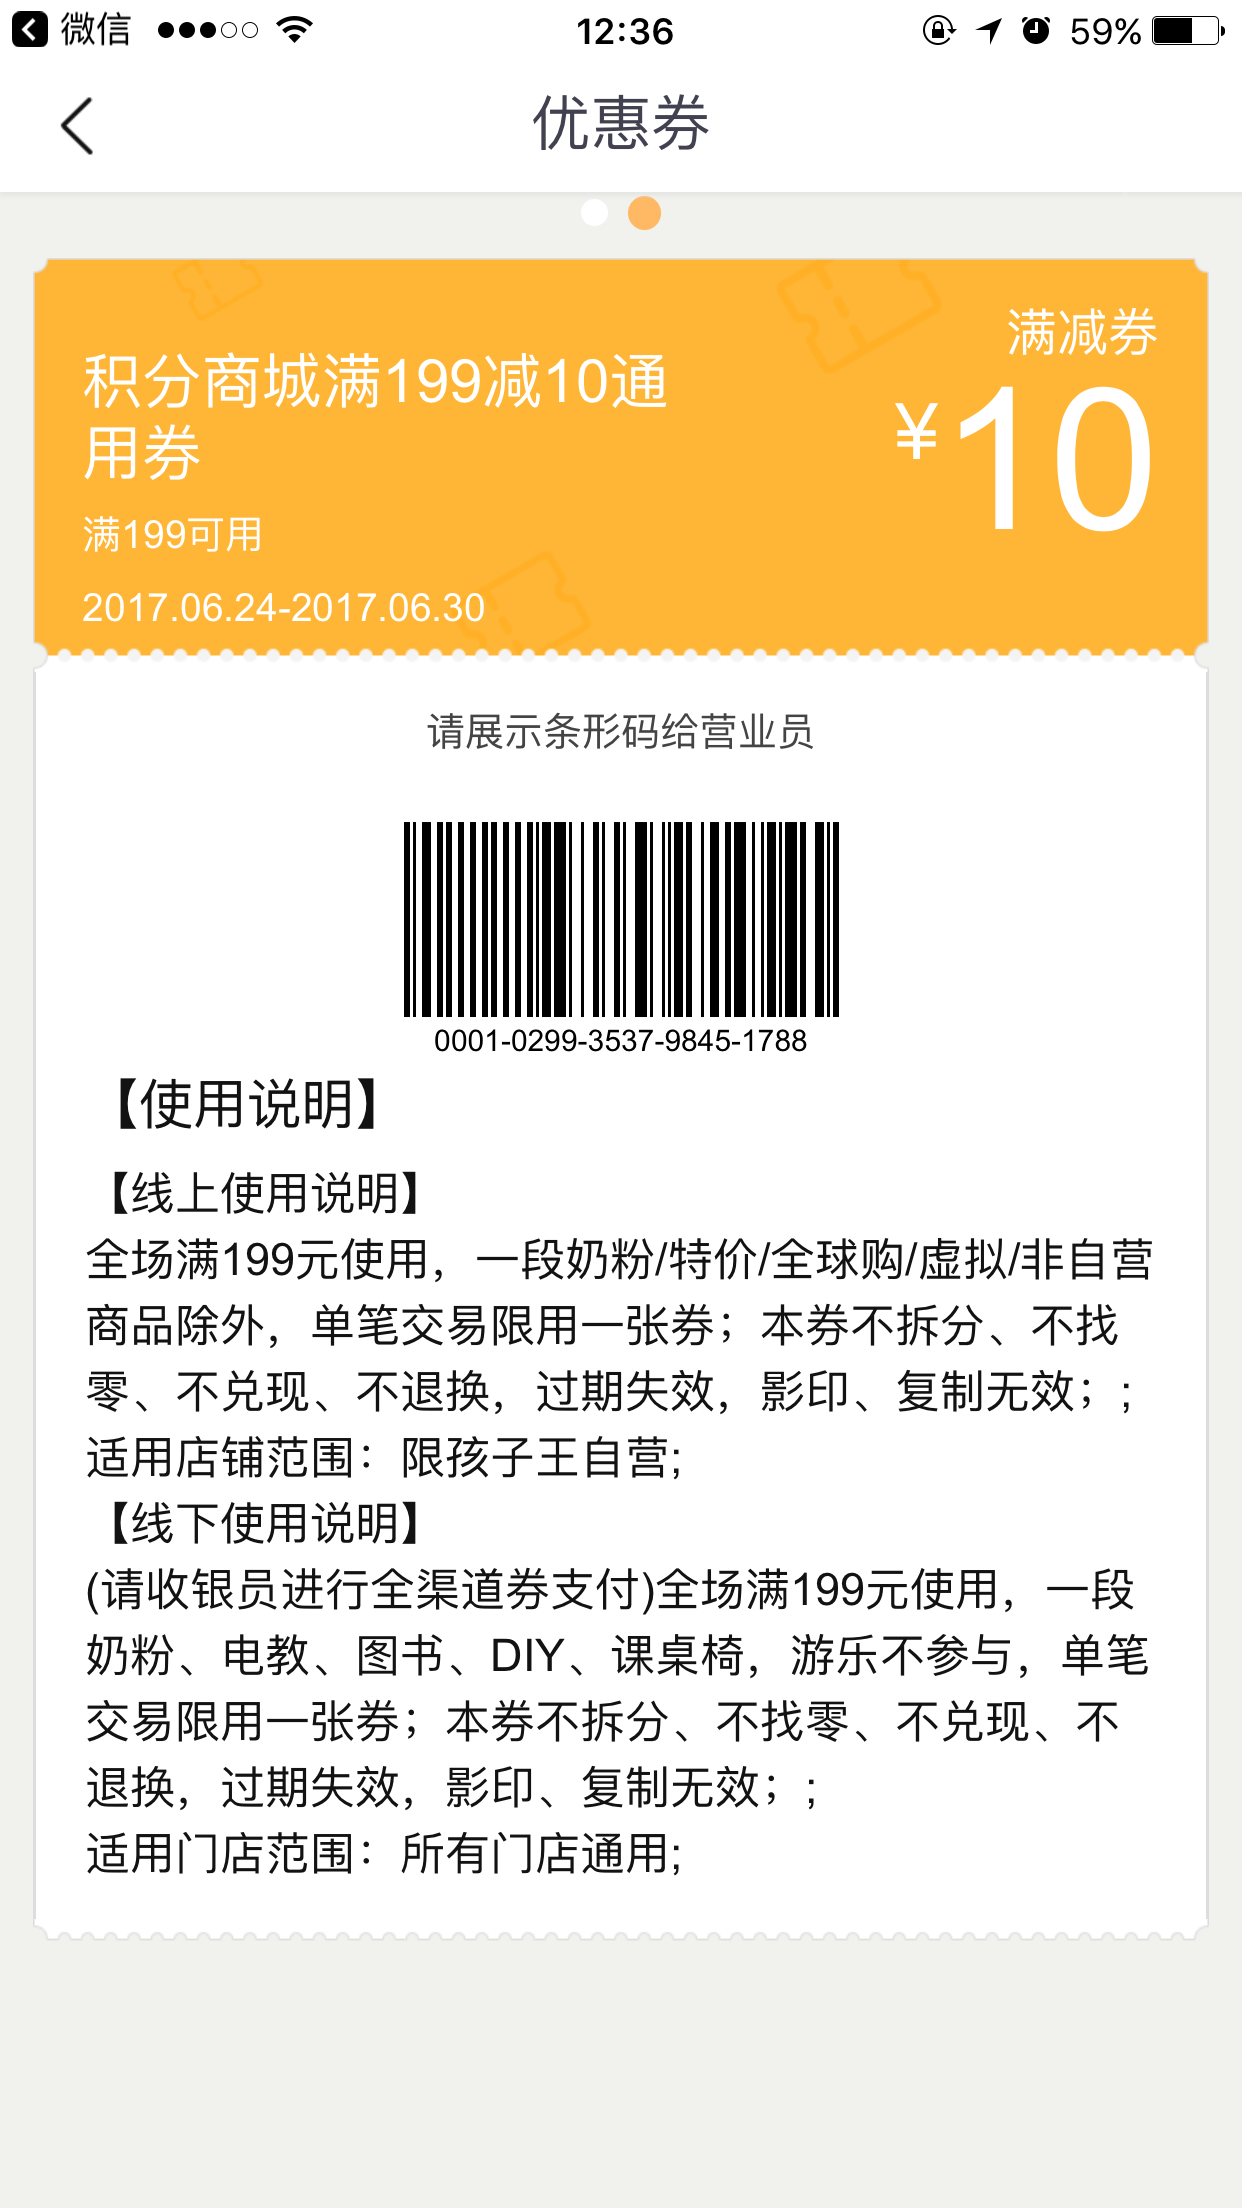 微信
12:36
59%
优惠券
满减券
积分商城满199减10通
用券
¥10
满199可用
2017.06.24-2017.06.30
请展示条形码给营业员
0001-0299-3537-9845-1788
【使用说明】
【线上使用说明】
全场满199元使用，一段奶粉/特价/全球购/虚拟/非自营
商品除外，单笔交易限用一张券；本券不拆分、不找
零、不兑现、不退换，过期失效，影印、复制无效；;
适用店铺范围：限孩子王自营;
【线下使用说明】
(请收银员进行全渠道券支付)全场满199元使用，一段
奶粉、电教、图书、DIY、课桌椅，游乐不参与，单笔
交易限用一张券；本券不拆分、不找零、不兑现、不
退换，过期失效，影印、复制无效；;
适用门店范围：所有门店通用;